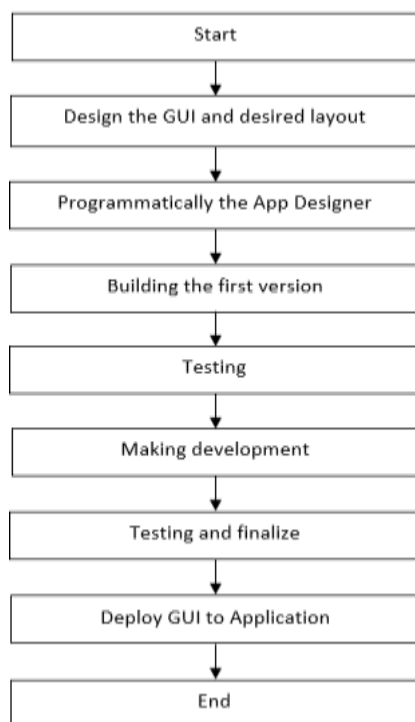 Start
Design the GUI and desired layout
Programmatically the App Designer
Building the first version
Testing
Making development
Testing and finalize
Deploy GUI to Application
End